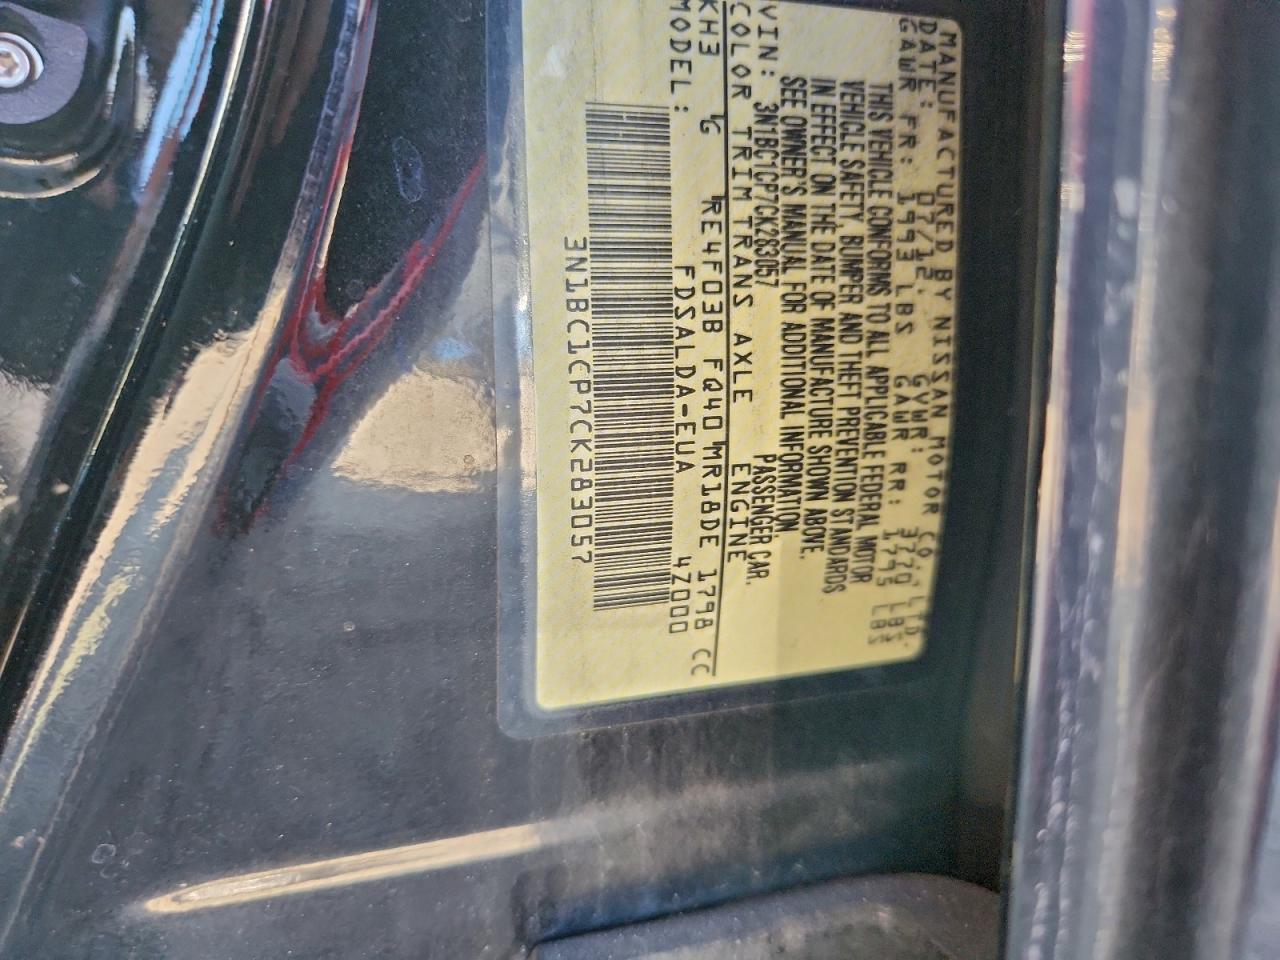 MANUFACTURED BY NISSAN MOTOR CO., LTD.
DATE: 07/12. GVWR: 3720 LBS
GAWR FR: 1993 LBS GAWR RR: 1795 LBS
THIS VEHICLE CONFORMS TO ALL APPLICABLE FEDERAL MOTOR
VEHICLE SAFETY, BUMPER AND THEFT PREVENTION STANDARDS
IN EFFECT ON THE DATE OF MANUFACTURE SHOWN ABOVE.
SEE OWNER'S MANUAL FOR ADDITIONAL INFORMATION.
VIN: 3N1BC1CP7CK283057 PASSENGER CAR.
COLOR TRIM TRANS AXLE ENGINE
KH3 G RE4F03B FQ40 MR18DE 1798 CC
MODEL: FDSALDA-EUA 4Z000
3N1BC1CP7CK283057